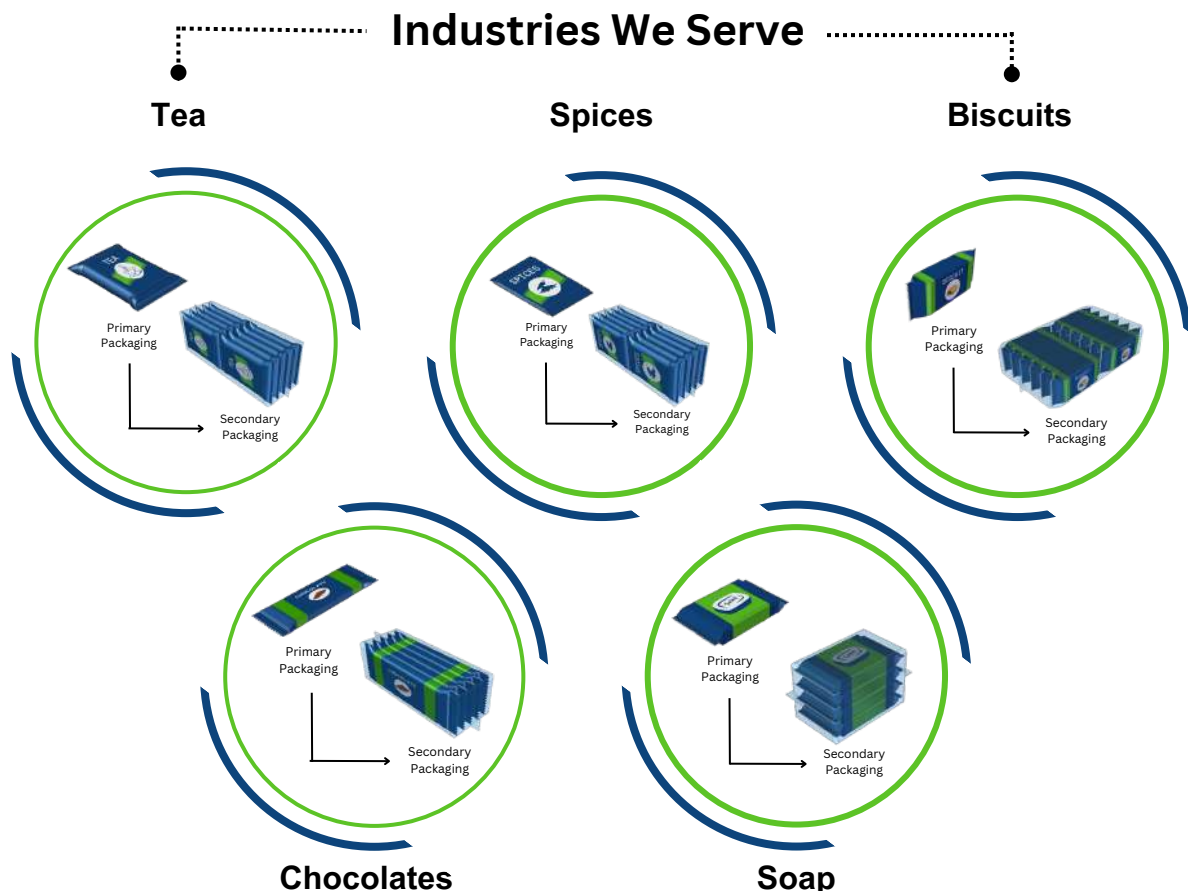 Industries We Serve
Tea
Spices
Biscuits
TEA
Primary
Packaging
Secondary
Packaging
SPICES
Primary
Packaging
Secondary
Packaging
Primary
Packaging
Secondary
Packaging
Primary
Packaging
Secondary
Packaging
Primary
Packaging
Secondary
Packaging
Chocolates
Soap